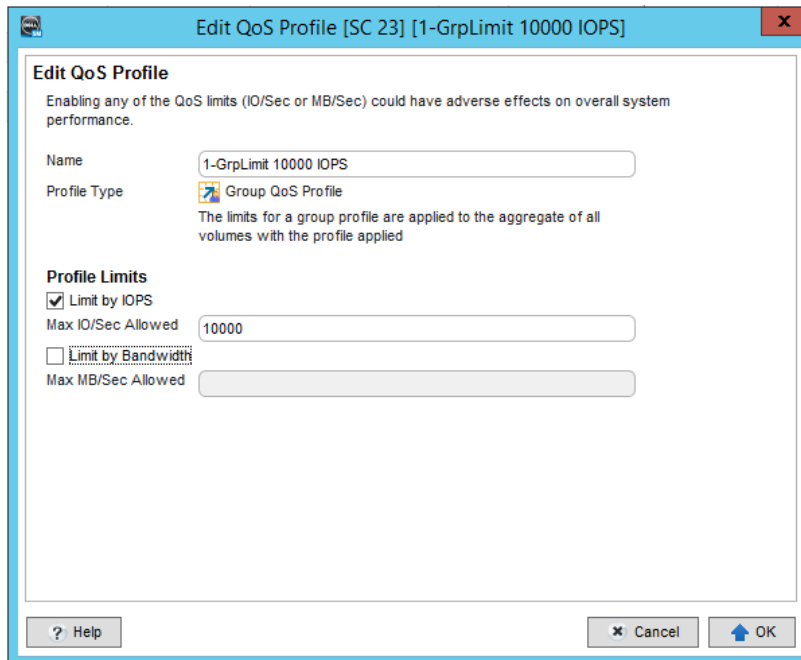 Edit QoS Profile [SC 23] [1-GrpLimit 10000 IOPS]
x
Edit QoS Profile
Enabling any of the QoS limits (IO/Sec or MB/Sec) could have adverse effects on overall system
performance.
Name
1-GrpLimit 10000 IOPS
Profile Type
Group QoS Profile
The limits for a group profile are applied to the aggregate of all
volumes with the profile applied
Profile Limits
Limit by IOPS
Max IO/Sec Allowed
10000
Limit by Bandwidth
Max MB/Sec Allowed
? Help
Cancel
OK